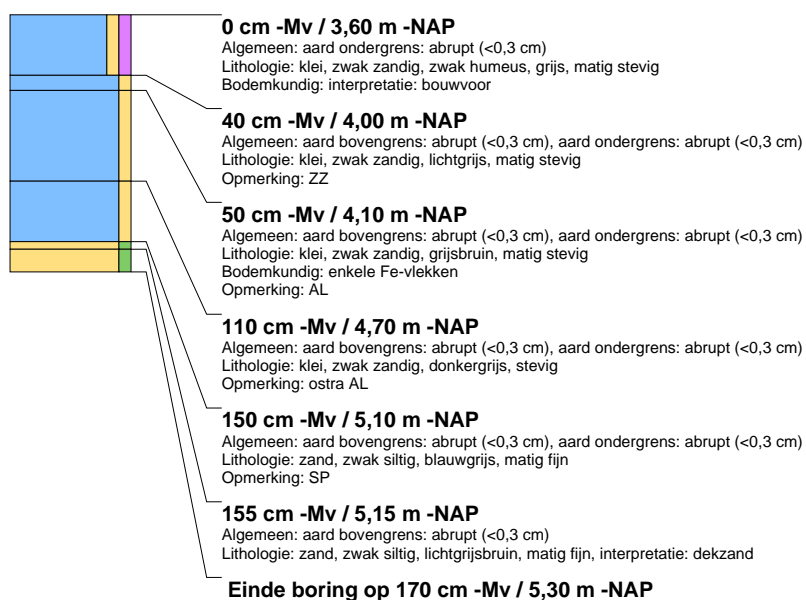 0 cm -Mv / 3,60 m -NAP
Algemeen: aard ondergrens: abrupt (<0,3 cm)
Lithologie: klei, zwak zandig, zwak humeus, grijs, matig stevig
Bodemkundig: interpretatie: bouwvoor
40 cm -Mv / 4,00 m -NAP
Algemeen: aard bovengrens: abrupt (<0,3 cm), aard ondergrens: abrupt (<0,3 cm)
Lithologie: klei, zwak zandig, lichtgrijs, matig stevig
Opmerking: ZZ
50 cm -Mv / 4,10 m -NAP
Algemeen: aard bovengrens: abrupt (<0,3 cm), aard ondergrens: abrupt (<0,3 cm)
Lithologie: klei, zwak zandig, grijsbruin, matig stevig
Bodemkundig: enkele Fe-vlekken
Opmerking: AL
110 cm -Mv / 4,70 m -NAP
Algemeen: aard bovengrens: abrupt (<0,3 cm), aard ondergrens: abrupt (<0,3 cm)
Lithologie: klei, zwak zandig, donkergrijs, stevig
Opmerking: ostra AL
150 cm -Mv / 5,10 m -NAP
Algemeen: aard bovengrens: abrupt (<0,3 cm), aard ondergrens: abrupt (<0,3 cm)
Lithologie: zand, zwak siltig, blauwgrijs, matig fijn
Opmerking: SP
155 cm -Mv / 5,15 m -NAP
Algemeen: aard bovengrens: abrupt (<0,3 cm)
Lithologie: zand, zwak siltig, lichtgrijsbruin, matig fijn, interpretatie: dekzand
Einde boring op 170 cm -Mv / 5,30 m -NAP